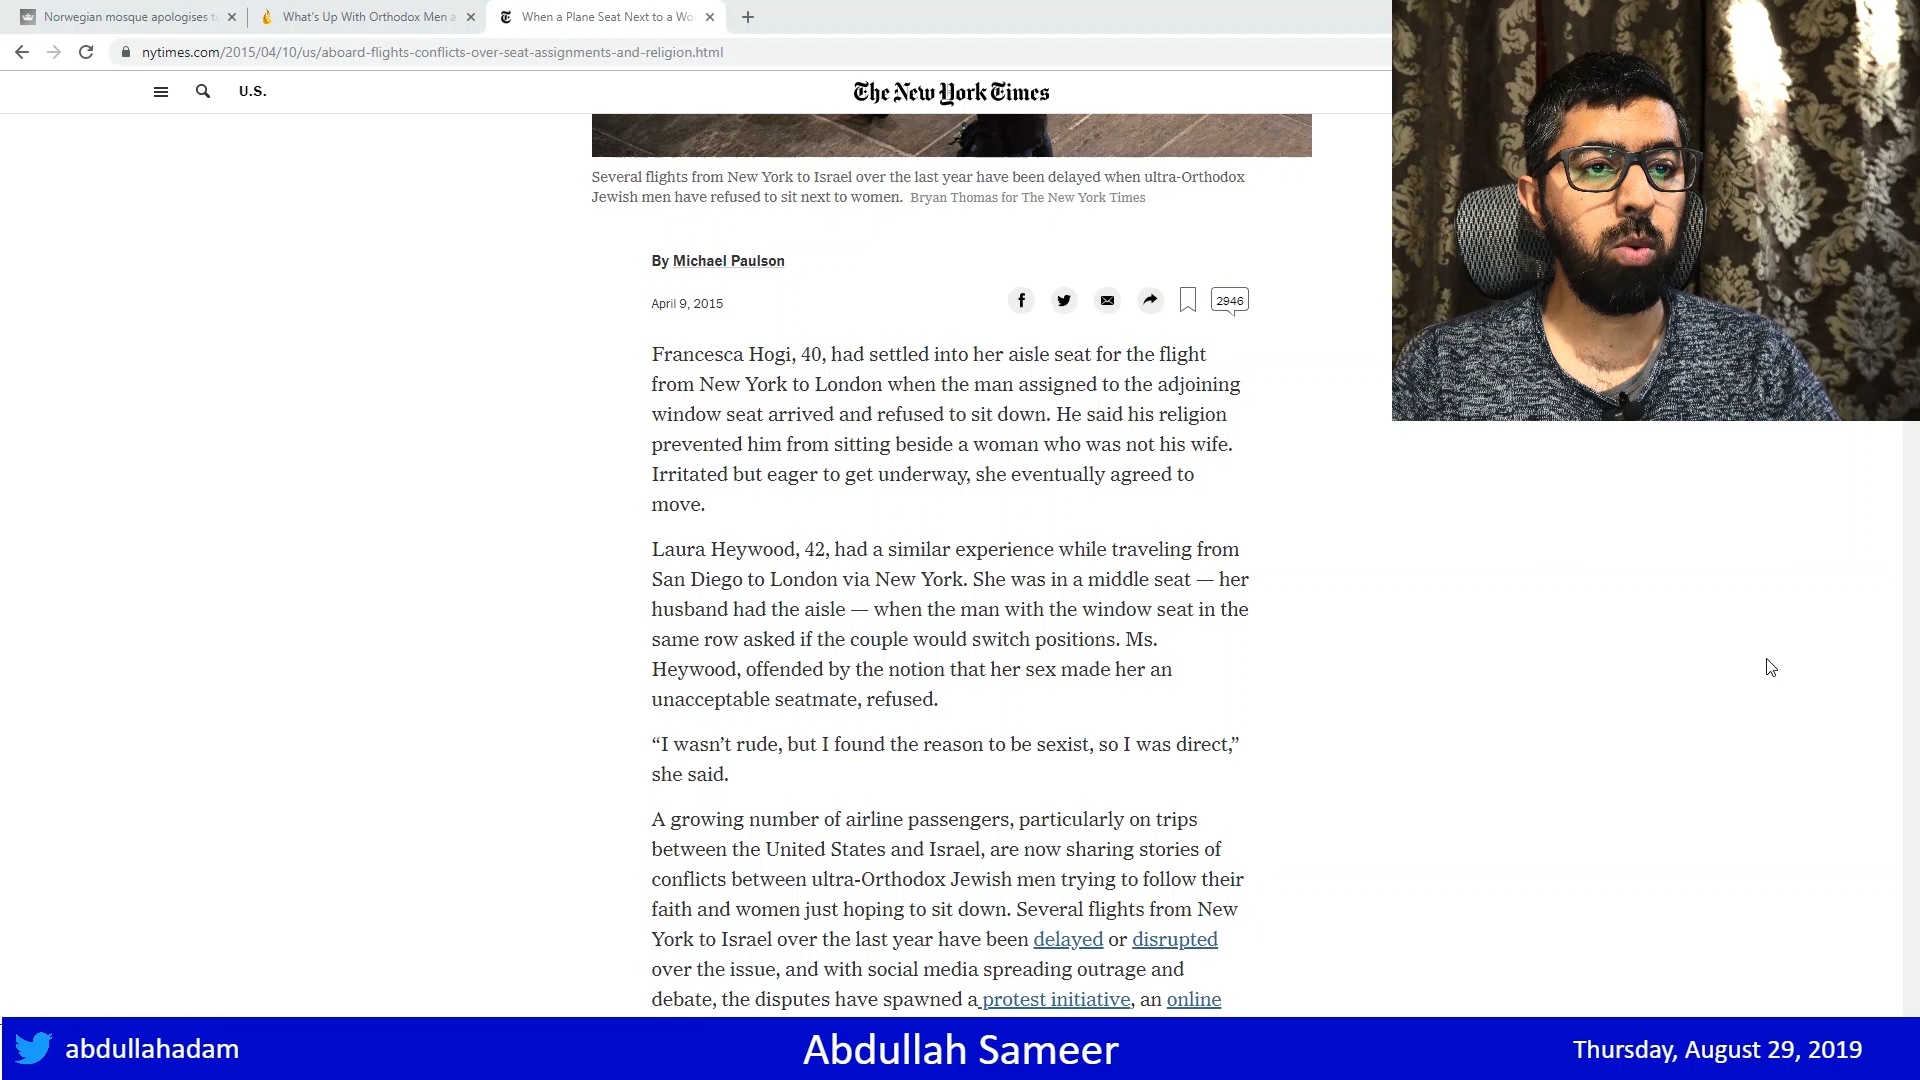 Norwegian mosque apologises t
What's Up With Orthodox Men a
When a Plane Seat Next to a Wo
nytimes.com/2015/04/10/us/aboard-flights-conflicts-over-seat-assignments-and-religion.html
U.S.
The New York Times
Several flights from New York to Israel over the last year have been delayed when ultra-Orthodox
Jewish men have refused to sit next to women. Bryan Thomas for The New York Times
By Michael Paulson
April 9, 2015
2946
Francesca Hogi, 40, had settled into her aisle seat for the flight
from New York to London when the man assigned to the adjoining
window seat arrived and refused to sit down. He said his religion
prevented him from sitting beside a woman who was not his wife.
Irritated but eager to get underway, she eventually agreed to
move.
Laura Heywood, 42, had a similar experience while traveling from
San Diego to London via New York. She was in a middle seat — her
husband had the aisle — when the man with the window seat in the
same row asked if the couple would switch positions. Ms.
Heywood, offended by the notion that her sex made her an
unacceptable seatmate, refused.
“I wasn’t rude, but I found the reason to be sexist, so I was direct,”
she said.
A growing number of airline passengers, particularly on trips
between the United States and Israel, are now sharing stories of
conflicts between ultra-Orthodox Jewish men trying to follow their
faith and women just hoping to sit down. Several flights from New
York to Israel over the last year have been delayed or disrupted
over the issue, and with social media spreading outrage and
debate, the disputes have spawned a protest initiative, an online
abdullahadam
Abdullah Sameer
Thursday, August 29, 2019